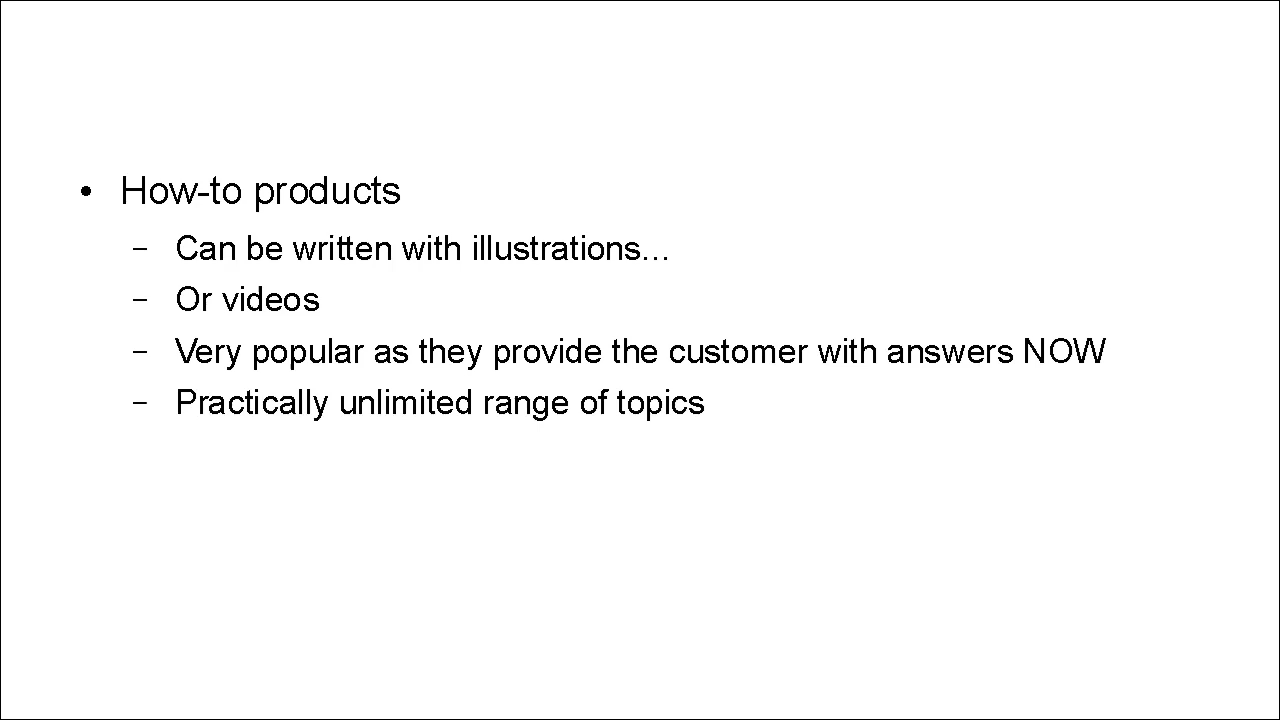 • How-to products
– Can be written with illustrations...
– Or videos
– Very popular as they provide the customer with answers NOW
– Practically unlimited range of topics